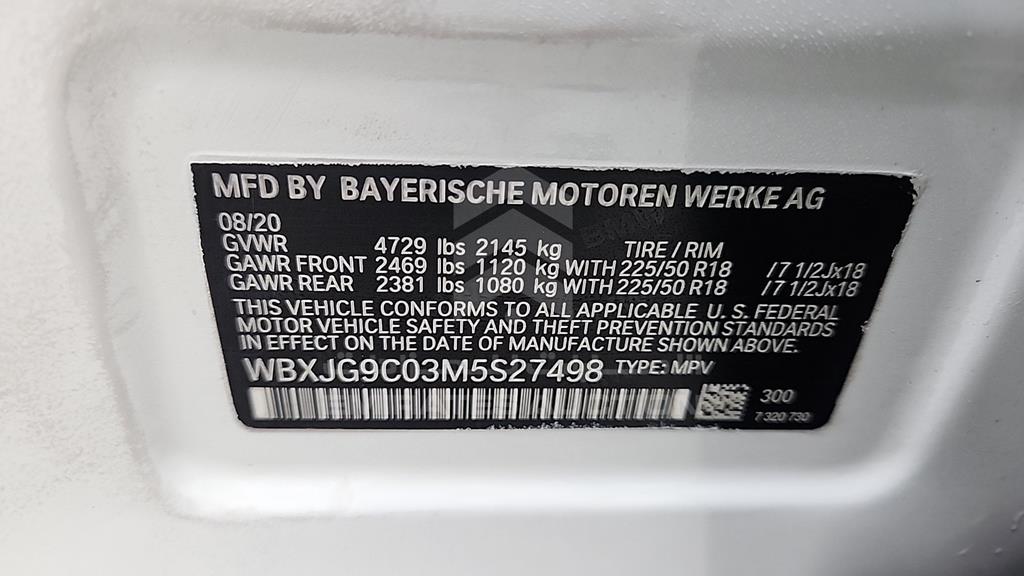 MFD BY BAYERISCHE MOTOREN WERKE AG
08/20
GVWR 4729 lbs 2145 kg TIRE / RIM
GAWR FRONT 2469 lbs 1120 kg WITH 225/50 R18 / 7 1/2Jx18
GAWR REAR 2381 lbs 1080 kg WITH 225/50 R18 / 7 1/2Jx18
THIS VEHICLE CONFORMS TO ALL APPLICABLE U. S. FEDERAL
MOTOR VEHICLE SAFETY AND THEFT PREVENTION STANDARDS
IN EFFECT ON THE DATE OF MANUFACTURE SHOWN ABOVE.
WBXJG9C03M5S27498 TYPE: MPV
300
7 320 730